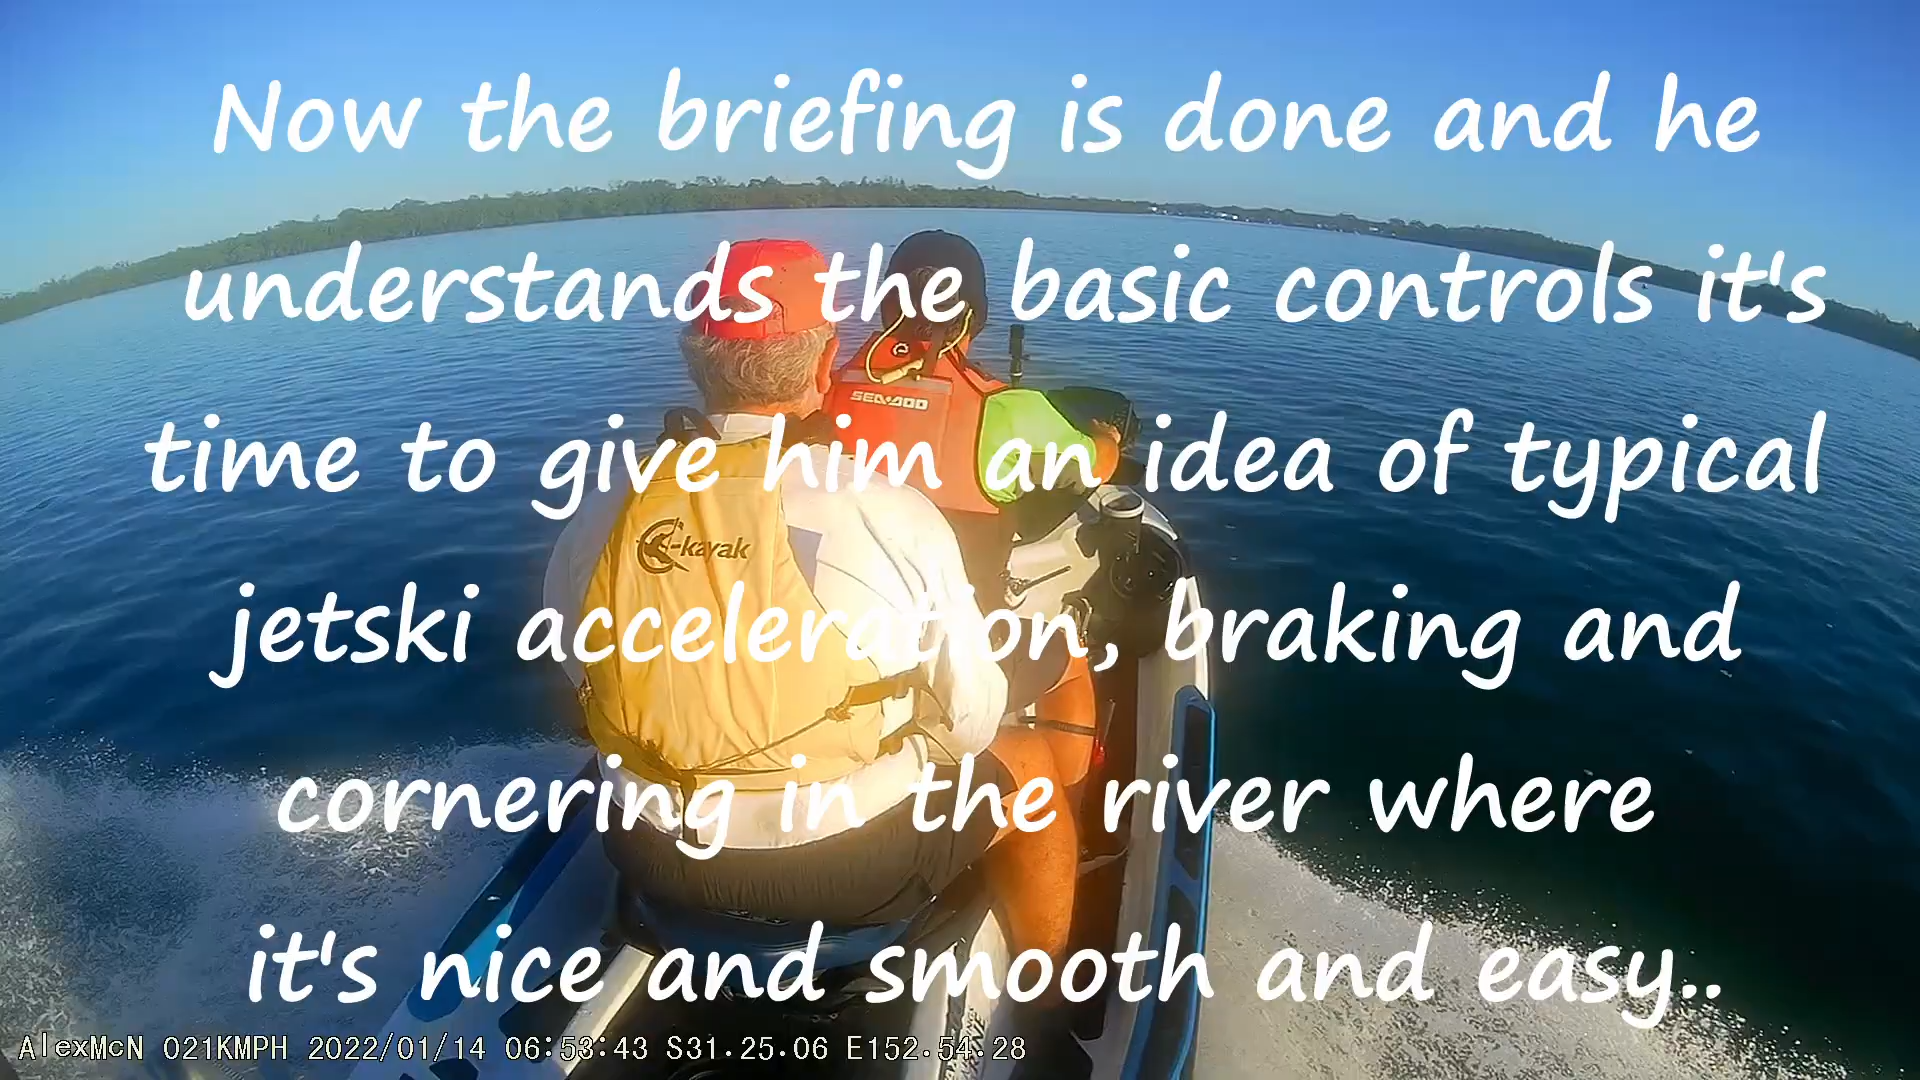 Now the briefing is done and he
understands the basic controls it's
time to give him an idea of typical
jetski acceleration, braking and
cornering in the river where
it's nice and smooth and easy..
SEA-DOO
-kayak
AlexMcN 021KMPH 2022/01/14 06:53:43 S31.25.06 E152.54.28